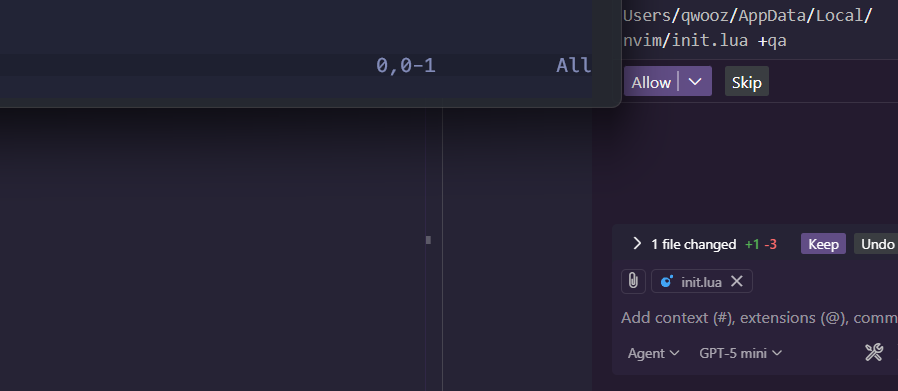 Users/qwooz/AppData/Local/
nvim/init.lua +qa
0,0-1 All
Allow Skip
1 file changed +1 -3 Keep Undo
init.lua
Add context (#), extensions (@), comm
Agent GPT-5 mini